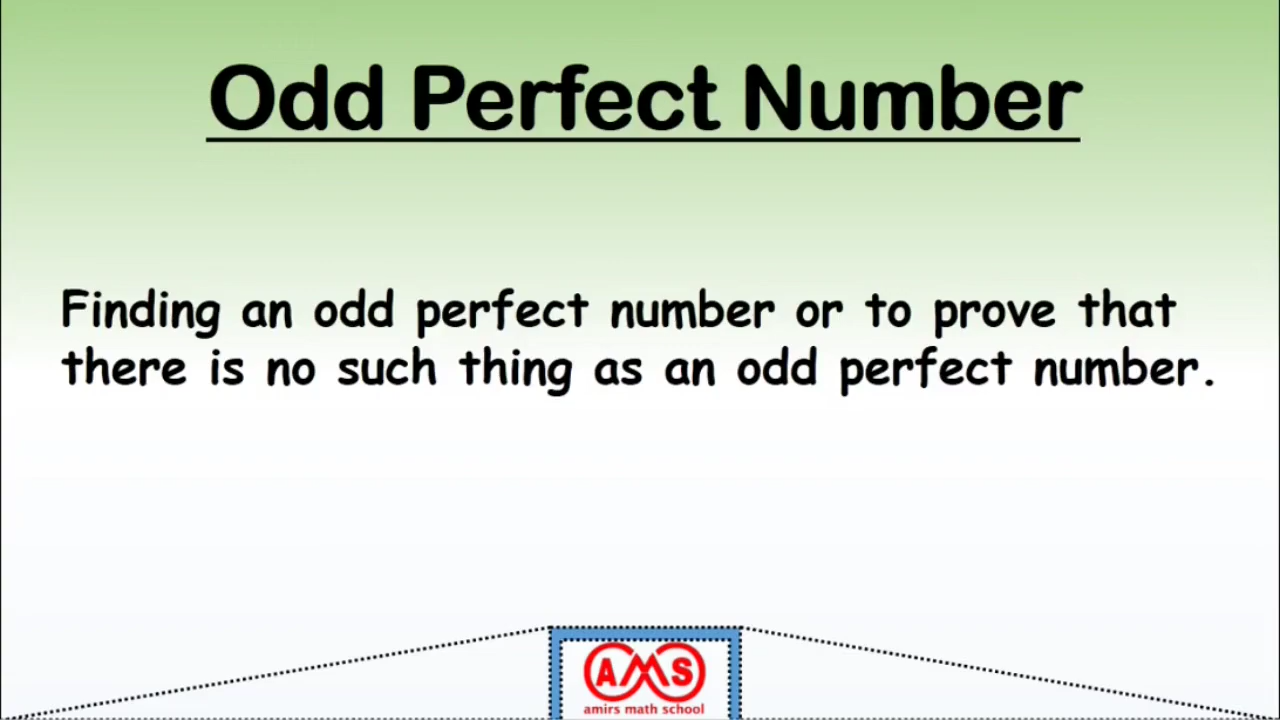 Odd Perfect Number
Finding an odd perfect number or to prove that
there is no such thing as an odd perfect number.
AMS
amirs math school